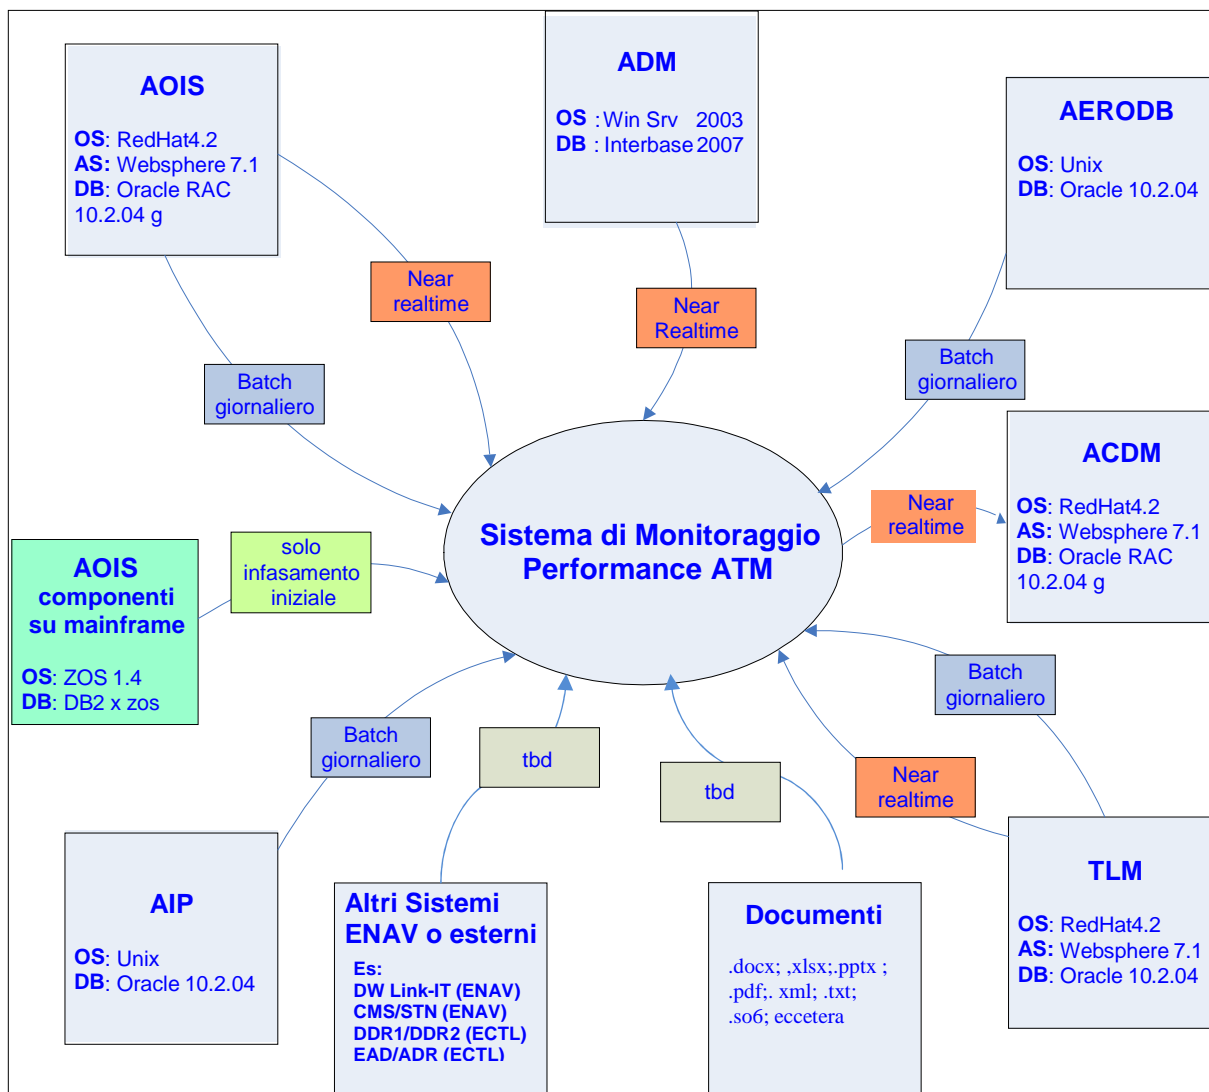 AOIS
OS: RedHat4.2
AS: Websphere 7.1
DB: Oracle RAC
10.2.04 g
ADM
OS : Win Srv 2003
DB : Interbase 2007
AERODB
OS: Unix
DB: Oracle 10.2.04
Near
realtime
Near
Realtime
Batch
giornaliero
Batch
giornaliero
ACDM
OS: RedHat4.2
AS: Websphere 7.1
DB: Oracle RAC
10.2.04 g
Near
realtime
Sistema di Monitoraggio
Performance ATM
solo
infasamento
iniziale
AOIS
componenti
su mainframe
OS: ZOS 1.4
DB: DB2 x zos
Batch
giornaliero
Batch
giornaliero
tbd
tbd
Near
realtime
AIP
OS: Unix
DB: Oracle 10.2.04
Altri Sistemi
ENAV o esterni
Es:
DW Link-IT (ENAV)
CMS/STN (ENAV)
DDR1/DDR2 (ECTL)
EAD/ADR (ECTL)
Documenti
.docx; ,xlsx;.pptx ;
.pdf;. xml; .txt;
.so6; eccetera
TLM
OS: RedHat4.2
AS: Websphere 7.1
DB: Oracle 10.2.04